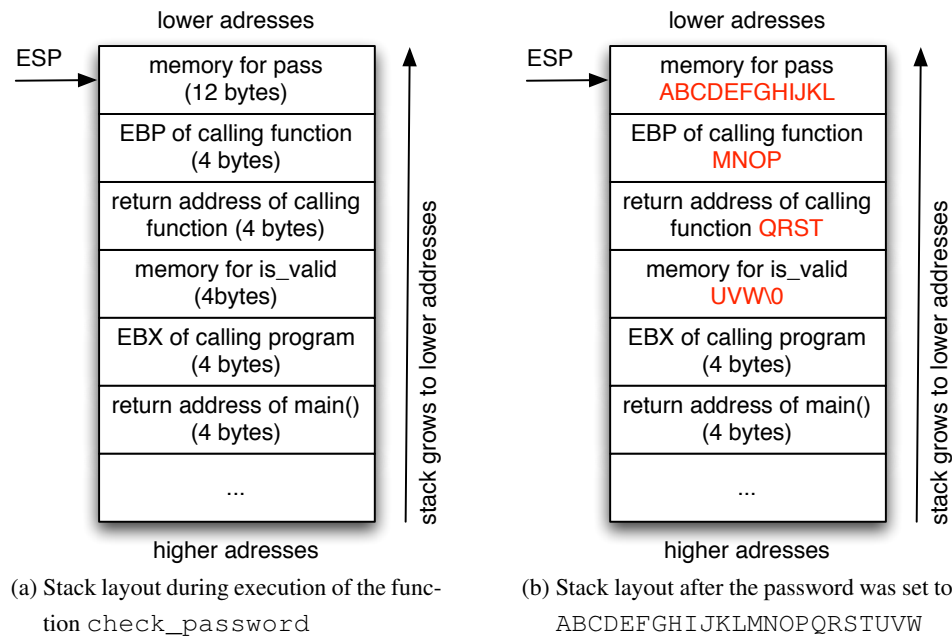 lower adresses
ESP
memory for pass
(12 bytes)
EBP of calling function
(4 bytes)
return address of calling
function (4 bytes)
memory for is_valid
(4bytes)
EBX of calling program
(4 bytes)
return address of main()
(4 bytes)
...
higher adresses
stack grows to lower addresses
(a) Stack layout during execution of the func-
tion check_password
lower adresses
ESP
memory for pass
ABCDEFGHIJKL
EBP of calling function
MNOP
return address of calling
function QRST
memory for is_valid
UVW\0
EBX of calling program
(4 bytes)
return address of main()
(4 bytes)
...
higher adresses
stack grows to lower addresses
(b) Stack layout after the password was set to
ABCDEFGHIJKLMNOPQRSTUVW